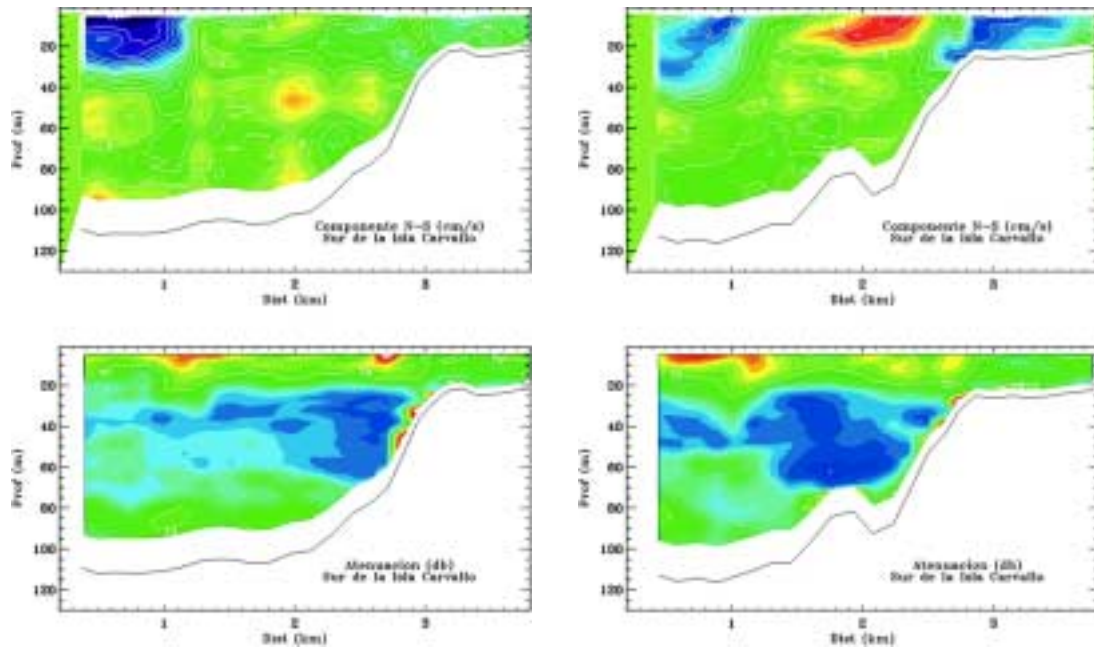 20
40
60
80
100
120
Prof (m)
1
2
3
Dist (km)
Componente N-S (cm/s)
Sur de la Isla Carvallo
20
40
60
80
100
120
Prof (m)
1
2
3
Dist (km)
Componente N-S (cm/s)
Sur de la Isla Carvallo
20
40
60
80
100
120
Prof (m)
1
2
3
Dist (km)
Atenuacion (db)
Sur de la Isla Carvallo
20
40
60
80
100
120
Prof (m)
1
2
3
Dist (km)
Atenuacion (db)
Sur de la Isla Carvallo